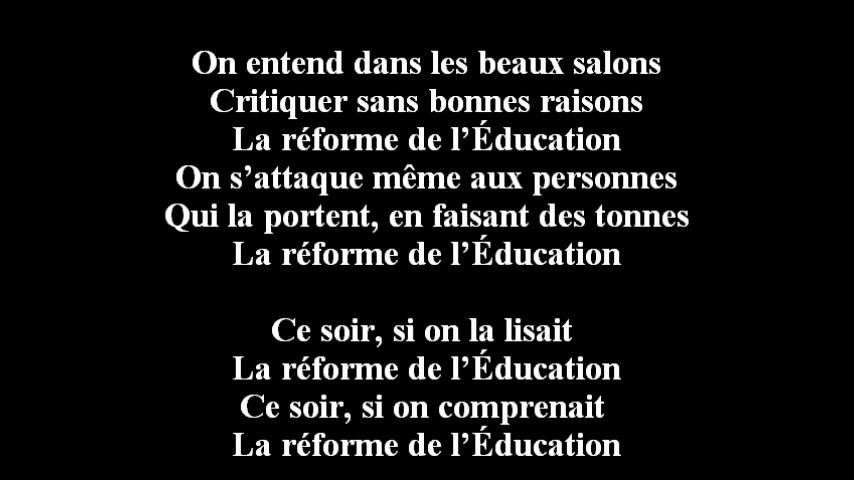 On entend dans les beaux salons
Critiquer sans bonnes raisons
La réforme de l’Éducation
On s’attaque même aux personnes
Qui la portent, en faisant des tonnes
La réforme de l’Éducation
Ce soir, si on la lisait
La réforme de l’Éducation
Ce soir, si on comprenait
La réforme de l’Éducation